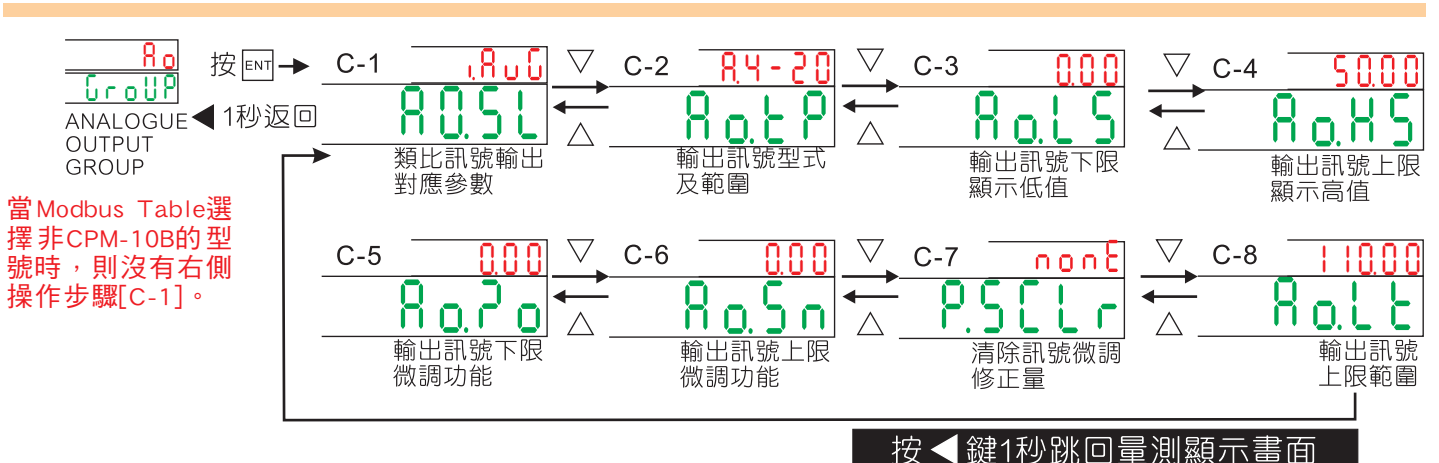 Ao
GroUP
ANALOGUE
OUTPUT
GROUP
按 ENT
◀ 1秒返回
當Modbus Table選
擇非CPM-10B的型
號時，則沒有右側
操作步驟[C-1]。
C-1
i.AuG
AO.SL
類比訊號輸出
對應參數
C-2
A.4-20
Ao.tP
輸出訊號型式
及範圍
C-3
0.00
Ao.LS
輸出訊號下限
顯示低值
C-4
50.00
Ao.HS
輸出訊號上限
顯示高值
C-5
0.00
Ao.Po
輸出訊號下限
微調功能
C-6
0.00
Ao.Sn
輸出訊號上限
微調功能
C-7
nonE
P.SCLr
清除訊號微調
修正量
C-8
110.00
Ao.Lt
輸出訊號
上限範圍
按◀鍵1秒跳回量測顯示畫面